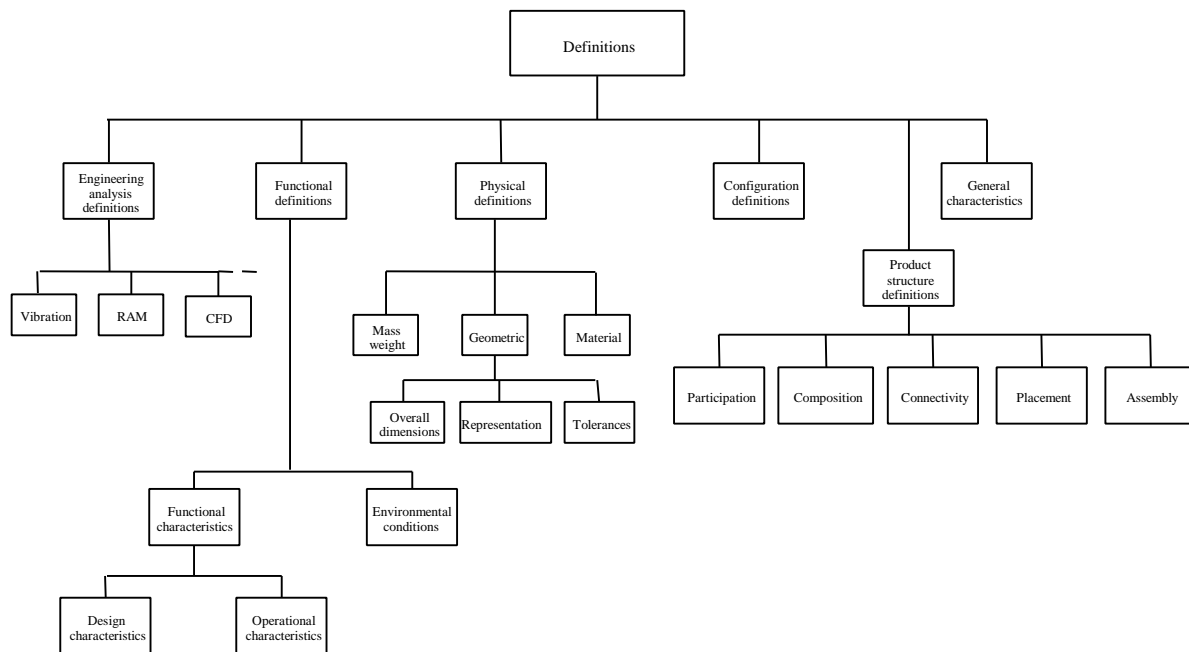 Definitions
Engineering
analysis
definitions
Functional
definitions
Physical
definitions
Configuration
definitions
General
characteristics
Product
structure
definitions
Vibration
RAM
CFD
Mass
weight
Geometric
Material
Participation
Composition
Connectivity
Placement
Assembly
Overall
dimensions
Representation
Tolerances
Functional
characteristics
Environmental
conditions
Design
characteristics
Operational
characteristics